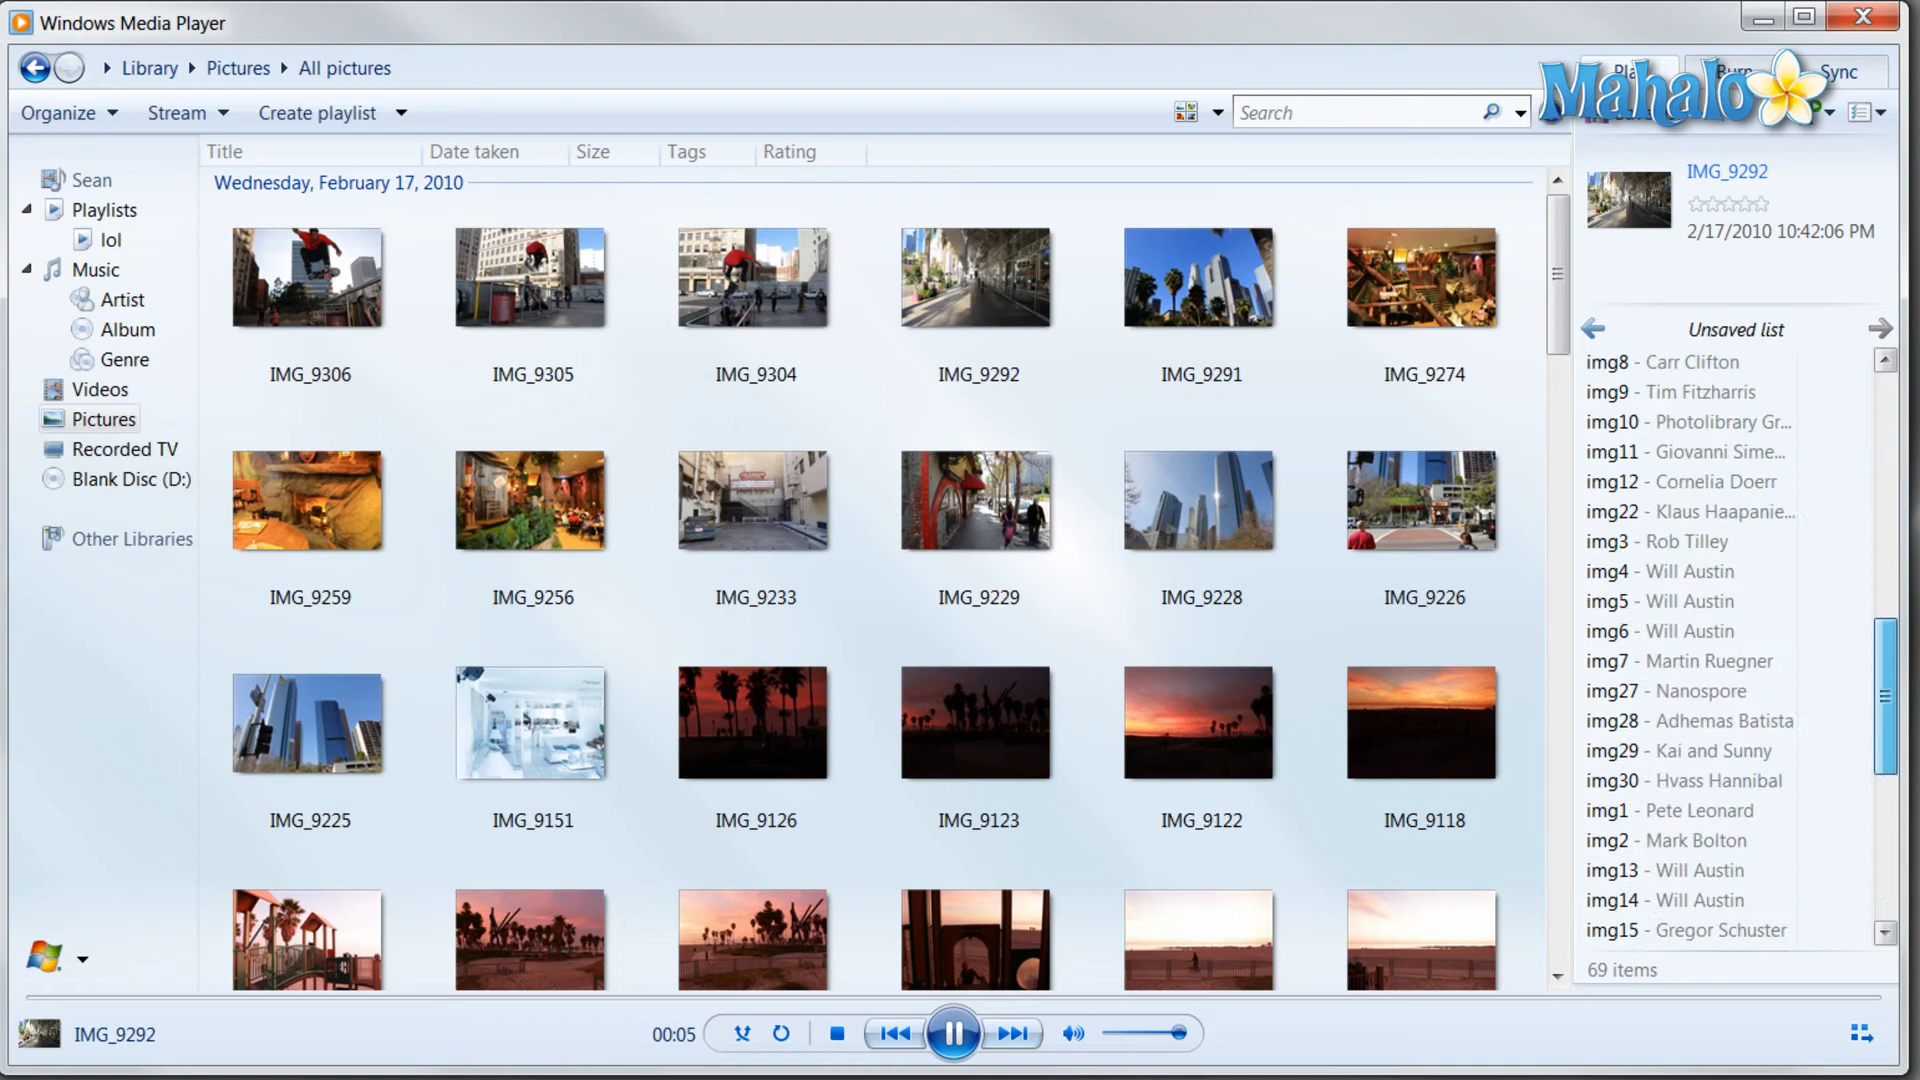 Windows Media Player
Library Pictures All pictures
Sync
Mahalo
Organize Stream Create playlist
Search
Title Date taken Size Tags Rating
Wednesday, February 17, 2010
Sean
Playlists
lol
Music
Artist
Album
Genre
Videos
Pictures
Recorded TV
Blank Disc (D:)
Other Libraries
IMG_9306 IMG_9305 IMG_9304 IMG_9292 IMG_9291 IMG_9274
IMG_9259 IMG_9256 IMG_9233 IMG_9229 IMG_9228 IMG_9226
IMG_9225 IMG_9151 IMG_9126 IMG_9123 IMG_9122 IMG_9118
IMG_9292
2/17/2010 10:42:06 PM
Unsaved list
img8 - Carr Clifton
img9 - Tim Fitzharris
img10 - Photolibrary Gr...
img11 - Giovanni Sime...
img12 - Cornelia Doerr
img22 - Klaus Haapanie...
img3 - Rob Tilley
img4 - Will Austin
img5 - Will Austin
img6 - Will Austin
img7 - Martin Ruegner
img27 - Nanospore
img28 - Adhemas Batista
img29 - Kai and Sunny
img30 - Hvass Hannibal
img1 - Pete Leonard
img2 - Mark Bolton
img13 - Will Austin
img14 - Will Austin
img15 - Gregor Schuster
69 items
IMG_9292
00:05